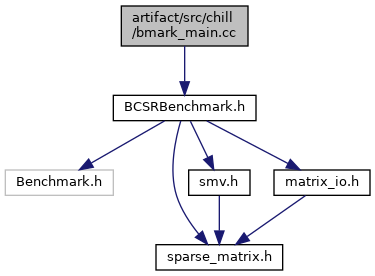 artifact/src/chill
/bmark_main.cc
BCSRBenchmark.h
Benchmark.h
smv.h
matrix_io.h
sparse_matrix.h